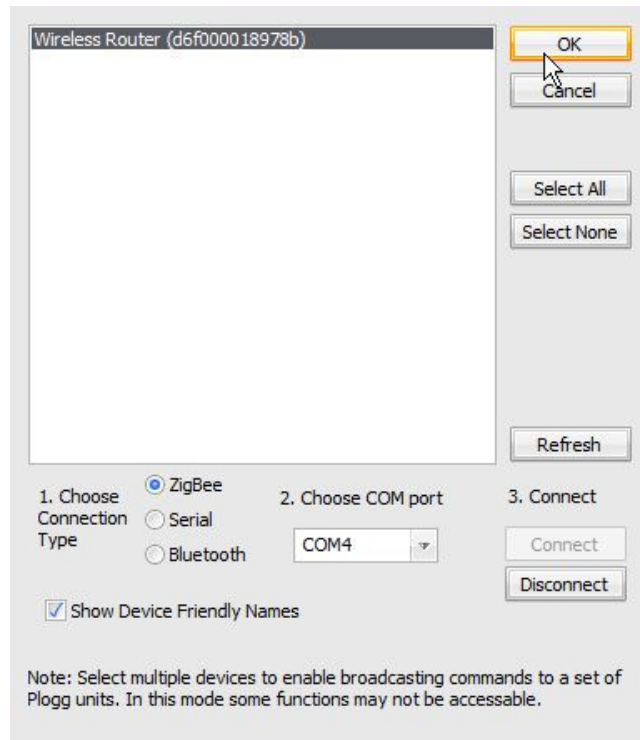 Wireless Router (d6f000018978b)
OK
Cancel
Select All
Select None
Refresh
1. Choose
Connection
Type
ZigBee
Serial
Bluetooth
2. Choose COM port
COM4
3. Connect
Connect
Disconnect
Show Device Friendly Names
Note: Select multiple devices to enable broadcasting commands to a set of
Plogg units. In this mode some functions may not be accessable.